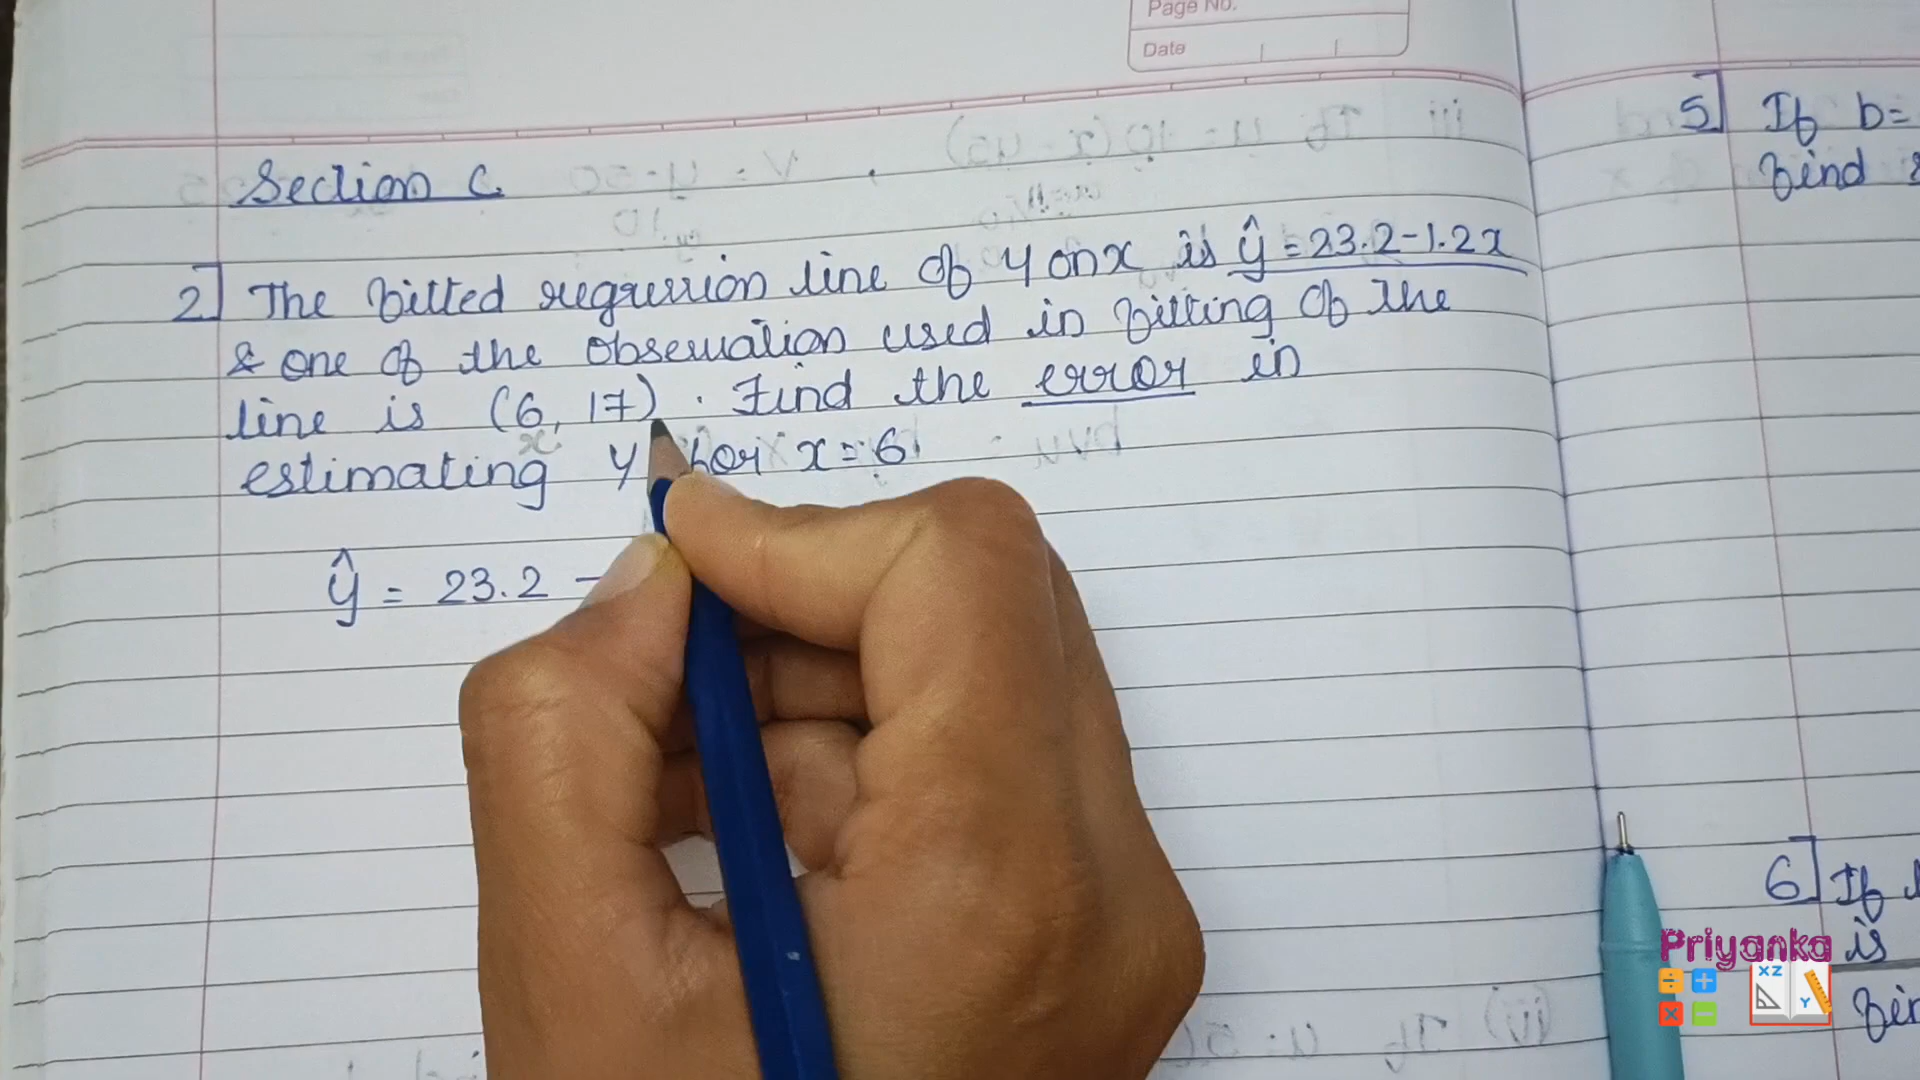 Page No.
Date
Section C
2] The fitted regression line of y on x is ŷ = 23.2 - 1.2x
& one of the observation used in fitting of the
line is (6, 17). Find the error in
x
estimating y for x = 6
ŷ = 23.2 -
5] If b =
find
6] If
is
Priyanka
XZ
Y